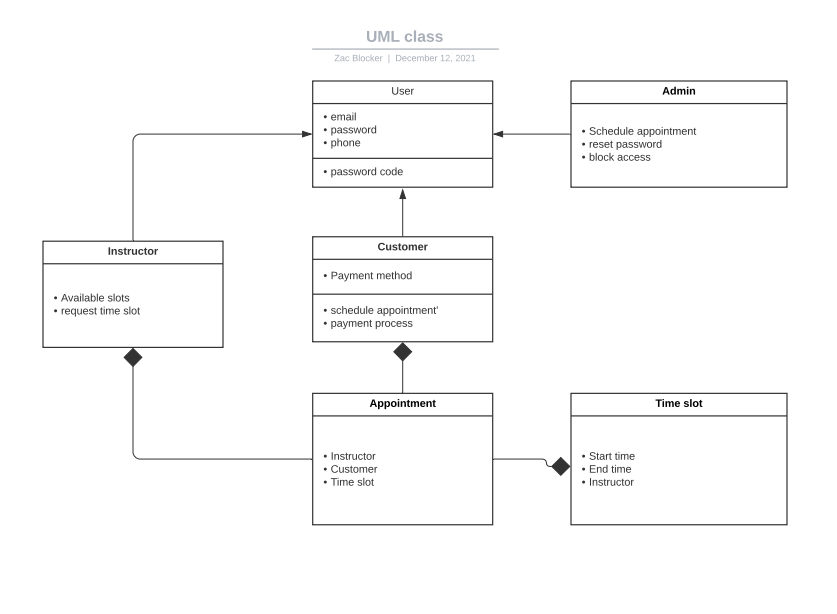 UML class
Zac Blocker | December 12, 2021
User
• email
• password
• phone
• password code
Admin
• Schedule appointment
• reset password
• block access
Instructor
• Available slots
• request time slot
Customer
• Payment method
• schedule appointment'
• payment process
Appointment
• Instructor
• Customer
• Time slot
Time slot
• Start time
• End time
• Instructor